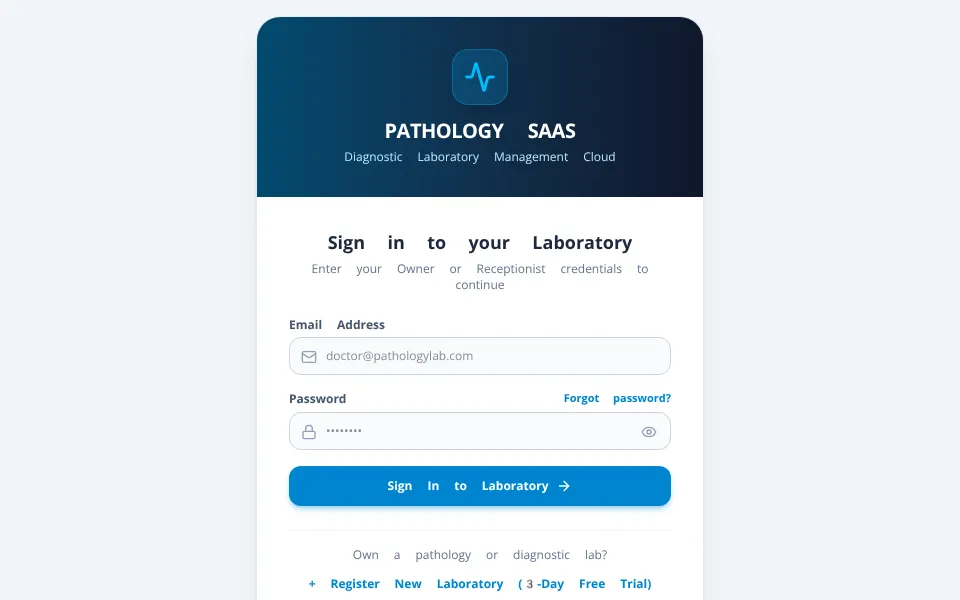 PATHOLOGY SAAS
Diagnostic Laboratory Management Cloud
Sign in to your Laboratory
Enter your Owner or Receptionist credentials to
continue
Email Address
doctor@pathologylab.com
Password Forgot password?
••••••••
Sign In to Laboratory →
Own a pathology or diagnostic lab?
+ Register New Laboratory (3-Day Free Trial)